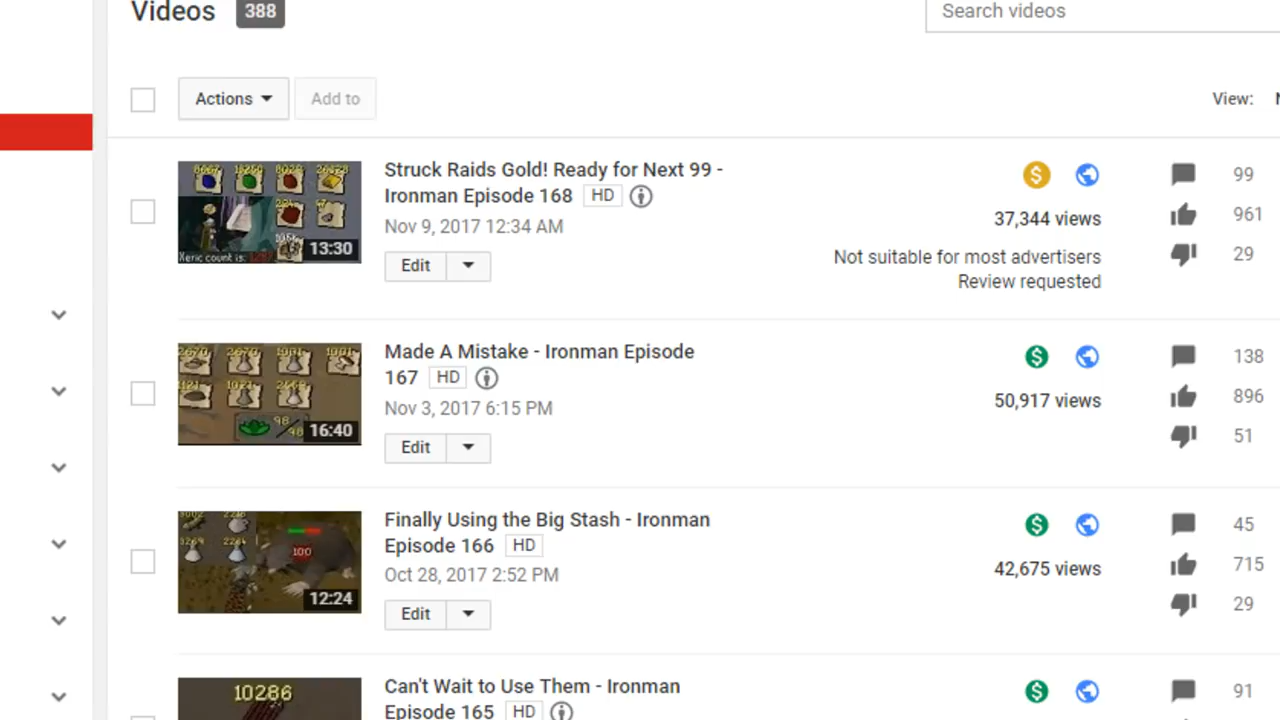 Videos 388
Search videos
Actions
Add to
View:
Struck Raids Gold! Ready for Next 99 -
Ironman Episode 168 HD
Nov 9, 2017 12:34 AM
Edit
13:30
37,344 views
Not suitable for most advertisers
Review requested
99
961
29
Made A Mistake - Ironman Episode
167 HD
Nov 3, 2017 6:15 PM
Edit
16:40
50,917 views
138
896
51
Finally Using the Big Stash - Ironman
Episode 166 HD
Oct 28, 2017 2:52 PM
Edit
100
12:24
42,675 views
45
715
29
10286
Can't Wait to Use Them - Ironman
Episode 165 HD
91